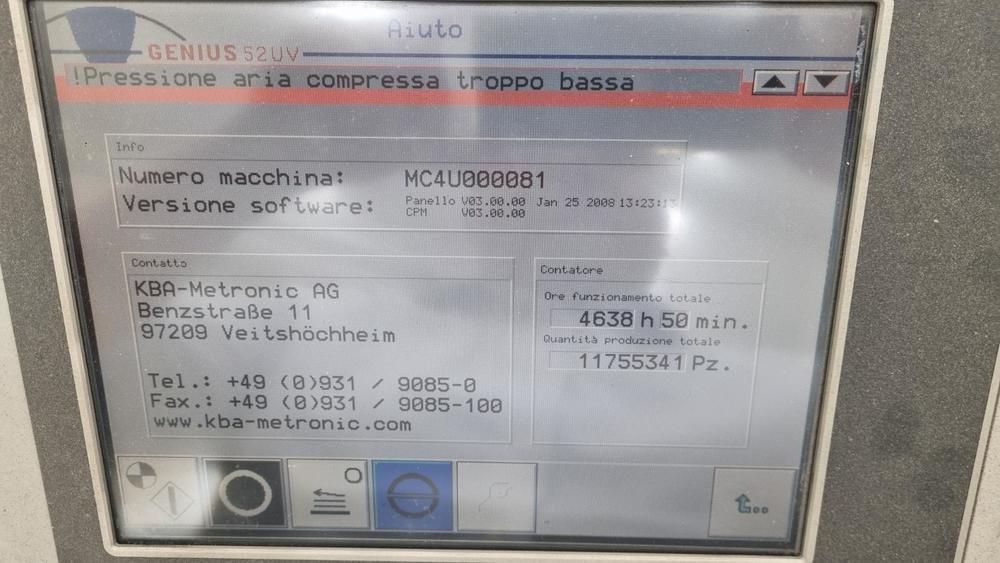 Aiuto
GENIUS 52UV
!Pressione aria compressa troppo bassa
Info
Numero macchina: MC4U000081
Versione software: Panello V03.00.00 Jan 25 2008
CPM V03.00.00
Contatto
KBA-Metronic AG
Benzstraße 11
97209 Veitshöchheim
Tel.: +49 (0)931 / 9085-0
Fax.: +49 (0)931 / 9085-100
www.kba-metronic.com
Contatore
Ore funzionamento totale
4638 h 50 min.
Quantità produzione totale
11755341 Pz.